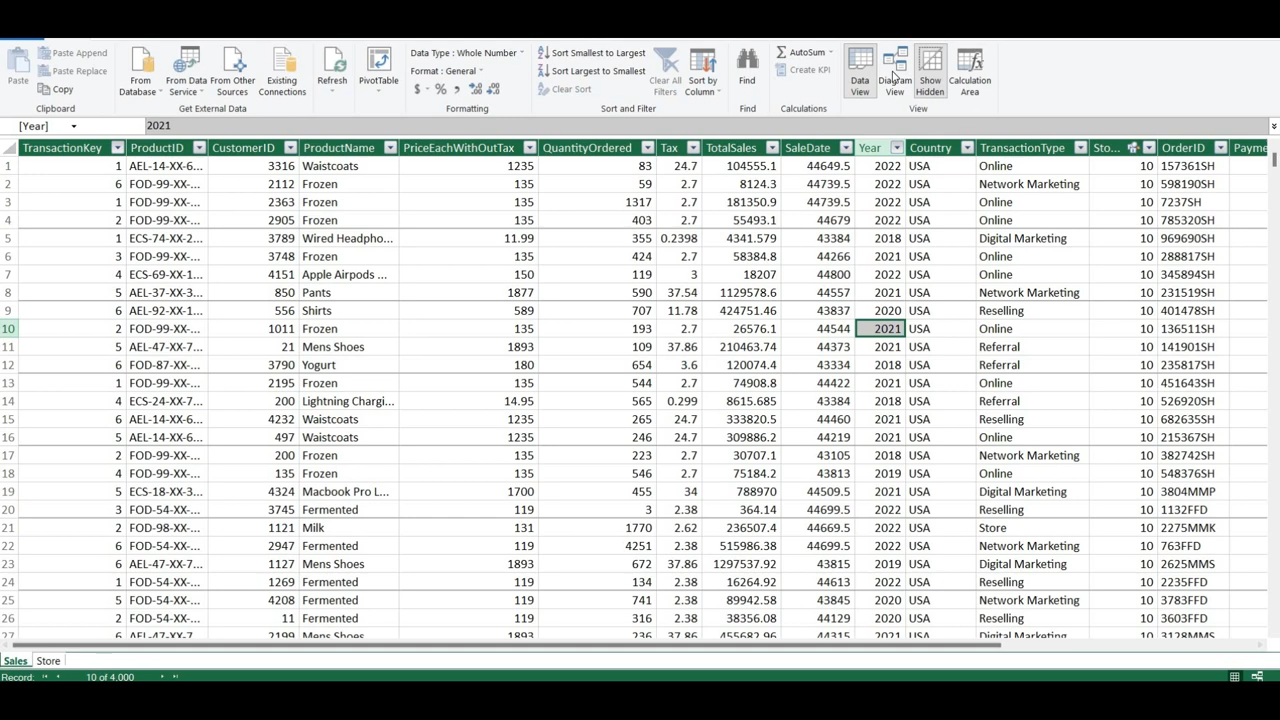 Paste
Paste Append
Paste Replace
Copy
Clipboard
From Database
From Data Service
From Other Sources
Existing Connections
Get External Data
Refresh
PivotTable
Data Type : Whole Number
Format : General
$ % ,
Formatting
Sort Smallest to Largest
Sort Largest to Smallest
Clear Sort
Clear All Filters
Sort by Column
Sort and Filter
Find
Find
AutoSum
Create KPI
Calculations
Data View
Diagram View
Show Hidden
Calculation Area
View
[Year] 2021
TransactionKey ProductID CustomerID ProductName PriceEachWithOutTax QuantityOrdered Tax TotalSales SaleDate Year Country TransactionType Sto... OrderID Payme
1 1 AEL-14-XX-6... 3316 Waistcoats 1235 83 24.7 104555.1 44649.5 2022 USA Online 10 157361SH
2 6 FOD-99-XX-... 2112 Frozen 135 59 2.7 8124.3 44739.5 2022 USA Network Marketing 10 598190SH
3 1 FOD-99-XX-... 2363 Frozen 135 1317 2.7 181350.9 44739.5 2022 USA Online 10 7237SH
4 2 FOD-99-XX-... 2905 Frozen 135 403 2.7 55493.1 44679 2022 USA Online 10 785320SH
5 1 ECS-74-XX-2... 3789 Wired Headpho... 11.99 355 0.2398 4341.579 43384 2018 USA Digital Marketing 10 969690SH
6 3 FOD-99-XX-... 3748 Frozen 135 424 2.7 58384.8 44266 2021 USA Online 10 288817SH
7 4 ECS-69-XX-1... 4151 Apple Airpods ... 150 119 3 18207 44800 2022 USA Online 10 345894SH
8 5 AEL-37-XX-3... 850 Pants 1877 590 37.54 1129578.6 44557 2021 USA Network Marketing 10 231519SH
9 6 AEL-92-XX-1... 556 Shirts 589 707 11.78 424751.46 43837 2020 USA Reselling 10 401478SH
10 2 FOD-99-XX-... 1011 Frozen 135 193 2.7 26576.1 44544 2021 USA Online 10 136511SH
11 5 AEL-47-XX-7... 21 Mens Shoes 1893 109 37.86 210463.74 44373 2021 USA Referral 10 141901SH
12 6 FOD-87-XX-... 3790 Yogurt 180 654 3.6 120074.4 43384 2018 USA Referral 10 235817SH
13 1 FOD-99-XX-... 2195 Frozen 135 544 2.7 74908.8 44422 2021 USA Online 10 451643SH
14 4 ECS-24-XX-7... 200 Lightning Chargi... 14.95 565 0.299 8615.685 43384 2018 USA Referral 10 526920SH
15 6 AEL-14-XX-6... 4232 Waistcoats 1235 265 24.7 333820.5 44460 2021 USA Reselling 10 682635SH
16 5 AEL-14-XX-6... 497 Waistcoats 1235 246 24.7 309886.2 44219 2021 USA Online 10 215367SH
17 2 FOD-99-XX-... 200 Frozen 135 223 2.7 30707.1 43105 2018 USA Network Marketing 10 382742SH
18 4 FOD-99-XX-... 135 Frozen 135 546 2.7 75184.2 43813 2019 USA Online 10 548376SH
19 5 ECS-18-XX-3... 4324 Macbook Pro L... 1700 455 34 788970 44509.5 2021 USA Digital Marketing 10 3804MMP
20 3 FOD-54-XX-... 3745 Fermented 119 3 2.38 364.14 44699.5 2022 USA Reselling 10 1132FFD
21 2 FOD-98-XX-... 1121 Milk 131 1770 2.62 236507.4 44669.5 2022 USA Store 10 2275MMK
22 6 FOD-54-XX-... 2947 Fermented 119 4251 2.38 515986.38 44699.5 2022 USA Network Marketing 10 763FFD
23 6 AEL-47-XX-7... 1127 Mens Shoes 1893 672 37.86 1297537.92 43815 2019 USA Digital Marketing 10 2625MMS
24 1 FOD-54-XX-... 1269 Fermented 119 134 2.38 16264.92 44613 2022 USA Reselling 10 2235FFD
25 5 FOD-54-XX-... 4208 Fermented 119 741 2.38 89942.58 43845 2020 USA Network Marketing 10 3783FFD
26 2 FOD-54-XX-... 11 Fermented 119 316 2.38 38356.08 44129 2020 USA Reselling 10 3603FFD
27 6 AEL-47-XX-7 2199 Mens Shoes 1893 236 37.86 455682.96 44315 2021 USA Digital Marketing 10 3128MMS
Sales Store
Record: 10 of 4,000